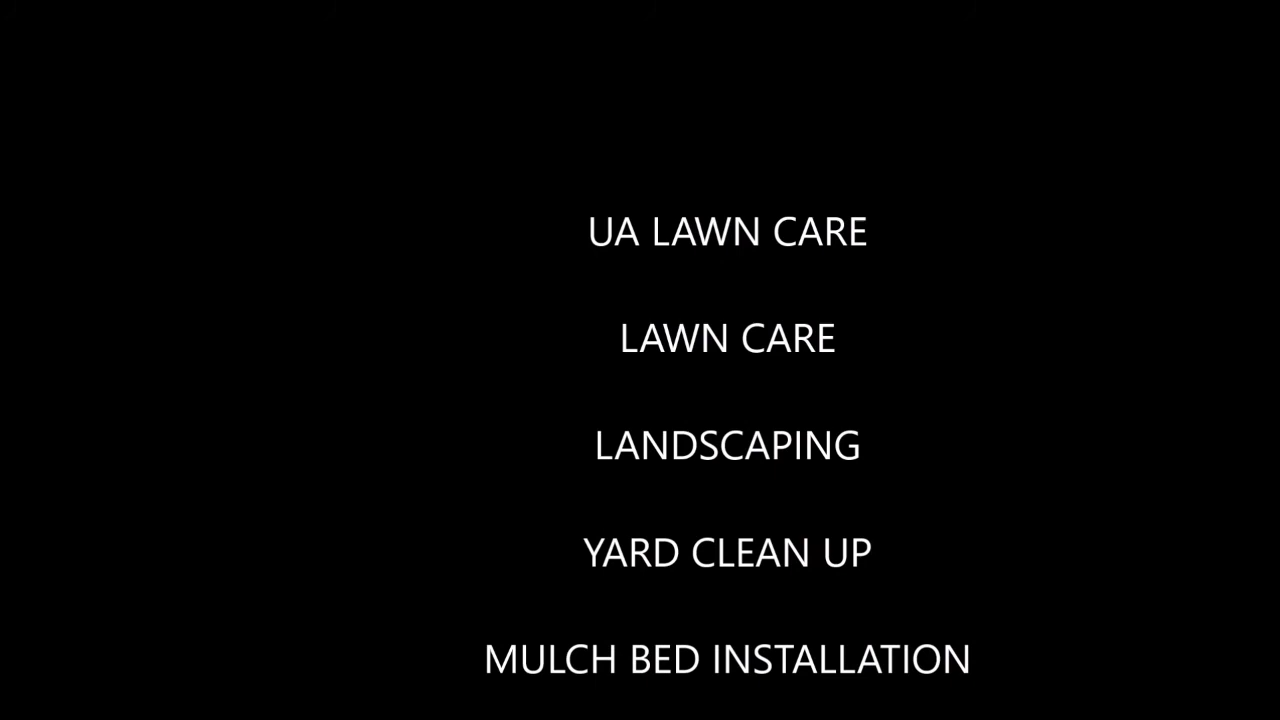 UA LAWN CARE
LAWN CARE
LANDSCAPING
YARD CLEAN UP
MULCH BED INSTALLATION